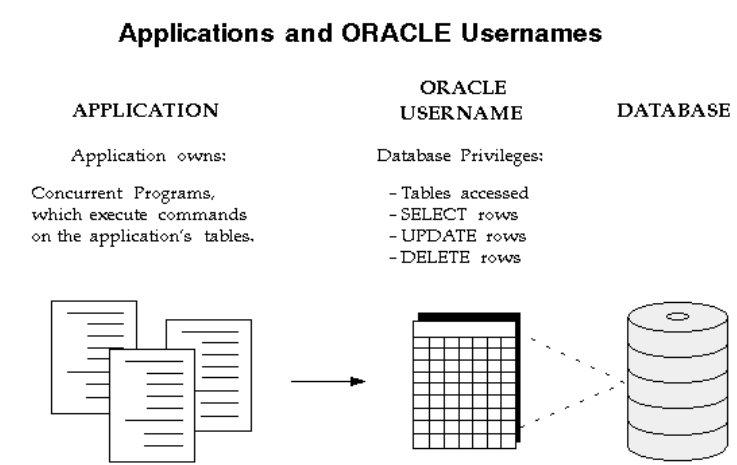 Applications and ORACLE Usernames
APPLICATION
Application owns:
Concurrent Programs,
which execute commands
on the application's tables.
ORACLE
USERNAME
Database Privileges:
- Tables accessed
- SELECT rows
- UPDATE rows
- DELETE rows
DATABASE